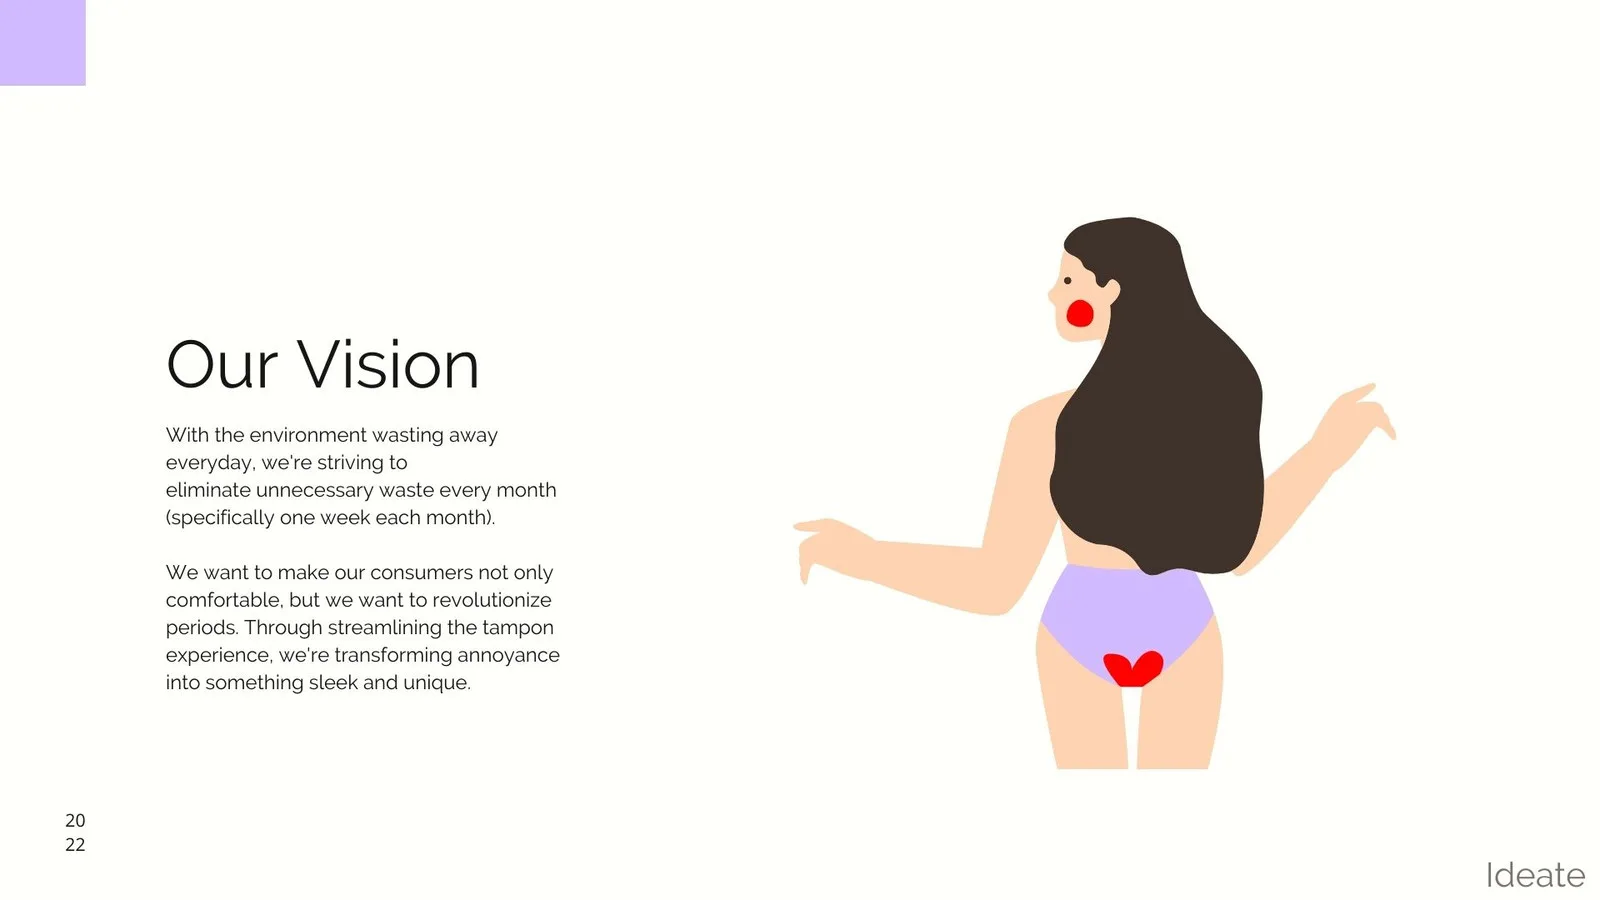 Our Vision
With the environment wasting away
everyday, we're striving to
eliminate unnecessary waste every month
(specifically one week each month).
We want to make our consumers not only
comfortable, but we want to revolutionize
periods. Through streamlining the tampon
experience, we're transforming annoyance
into something sleek and unique.
20
22
Ideate